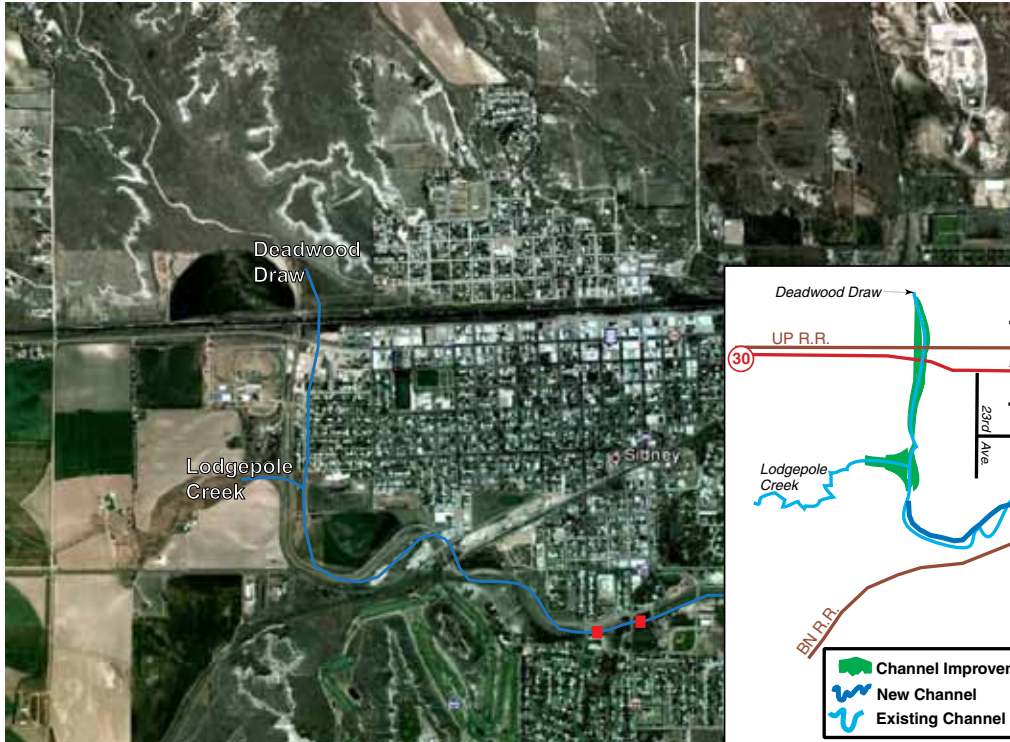 Deadwood
Draw
Lodgepole
Creek
Sidney
Deadwood Draw
UP R.R.
30
23rd
Ave.
Lodgepole
Creek
BN R.R.
Channel Improvem
New Channel
Existing Channel